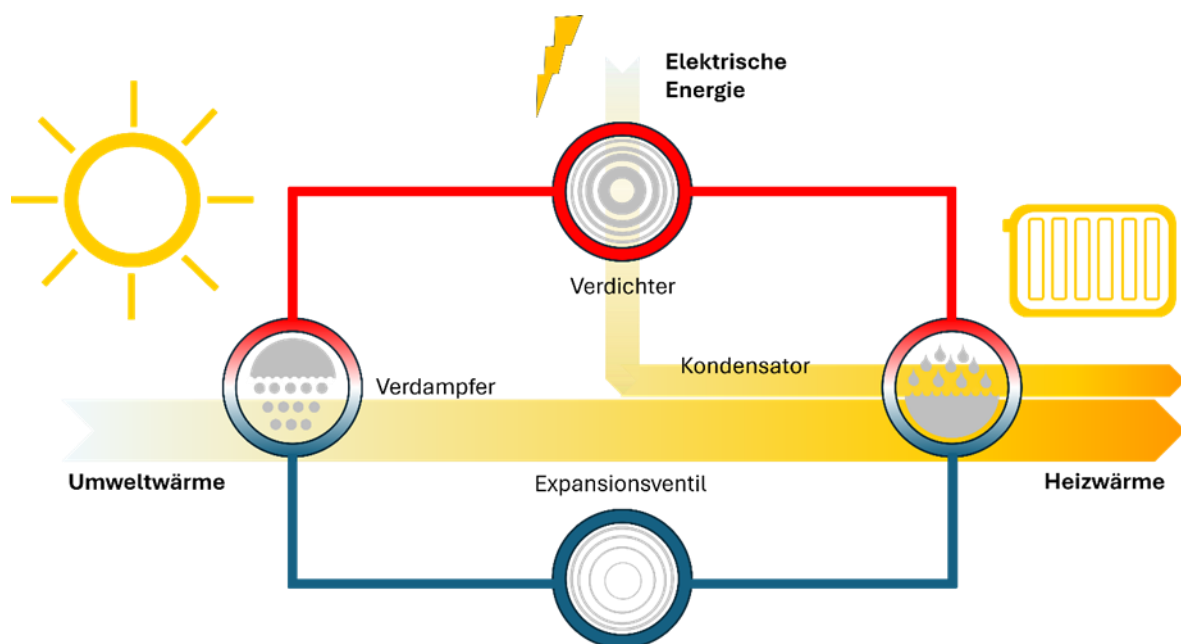 Elektrische
Energie
Verdichter
Kondensator
Verdampfer
Umweltwärme
Expansionsventil
Heizwärme